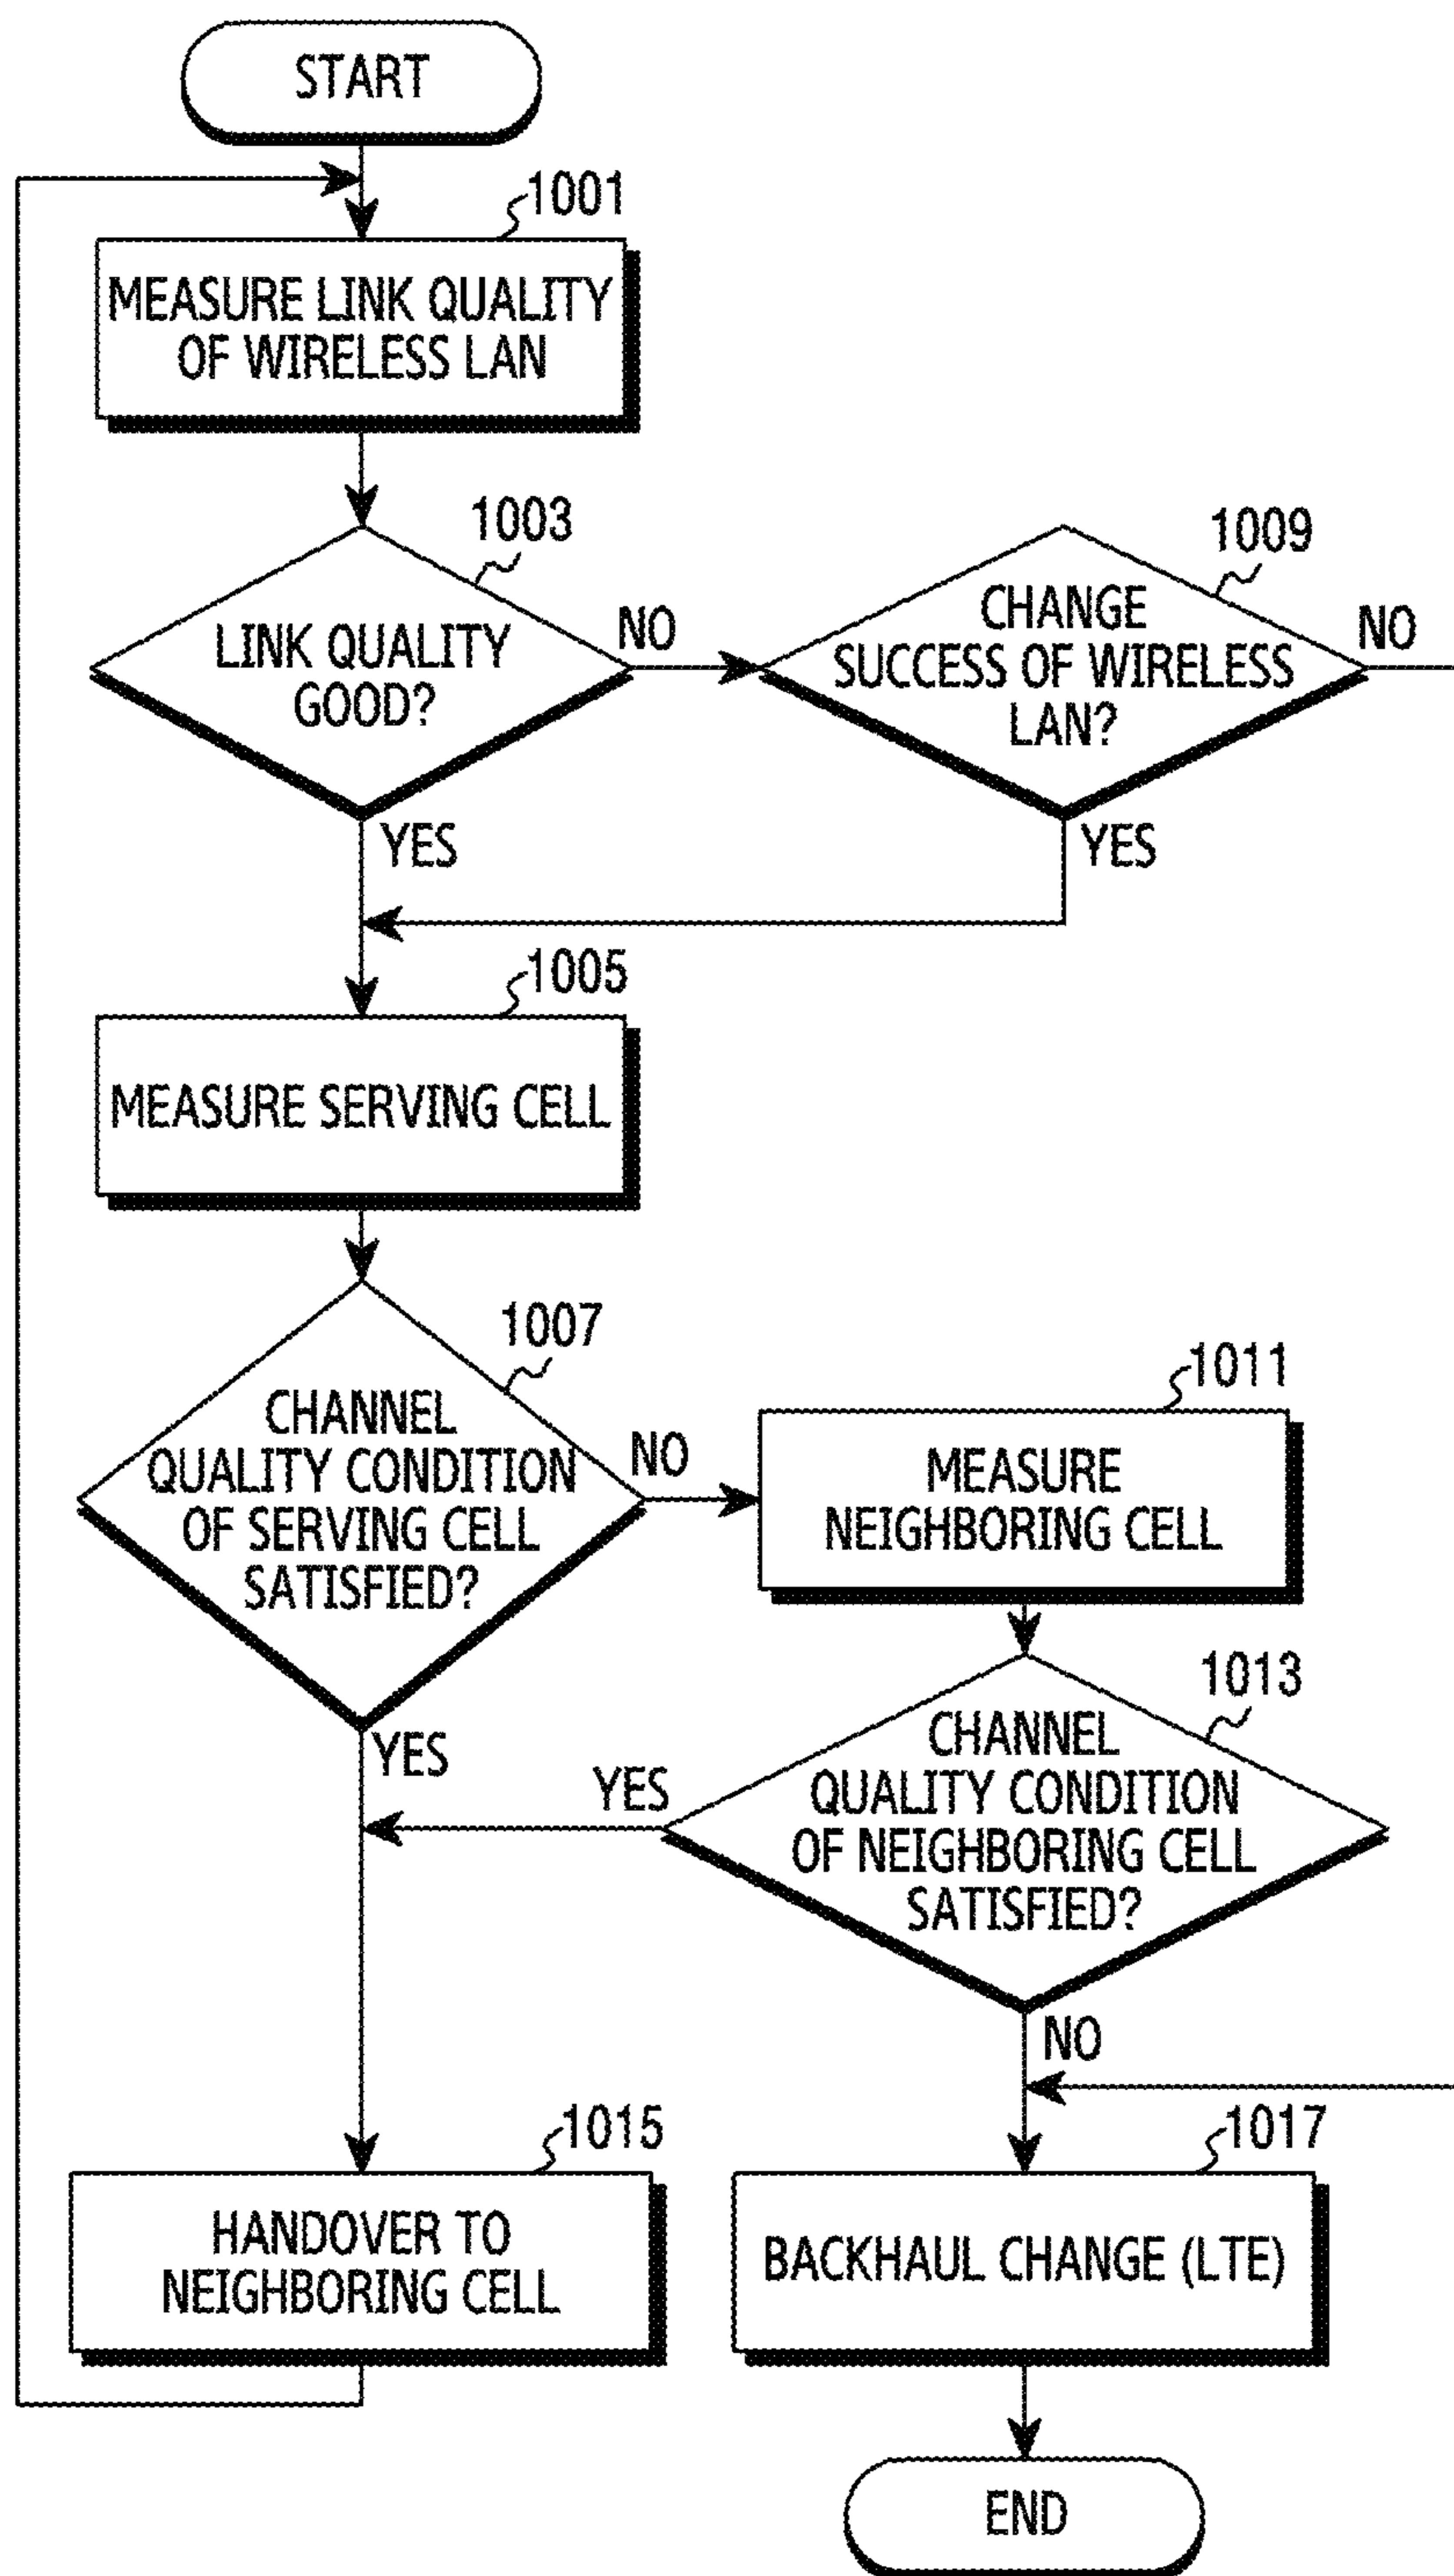 START
1001
MEASURE LINK QUALITY
OF WIRELESS LAN
1003
LINK QUALITY
GOOD?
NO
YES
1009
CHANGE
SUCCESS OF WIRELESS
LAN?
NO
YES
1005
MEASURE SERVING CELL
1007
CHANNEL
QUALITY CONDITION
OF SERVING CELL
SATISFIED?
NO
YES
1011
MEASURE
NEIGHBORING CELL
1013
CHANNEL
QUALITY CONDITION
OF NEIGHBORING CELL
SATISFIED?
YES
NO
1015
HANDOVER TO
NEIGHBORING CELL
1017
BACKHAUL CHANGE (LTE)
END